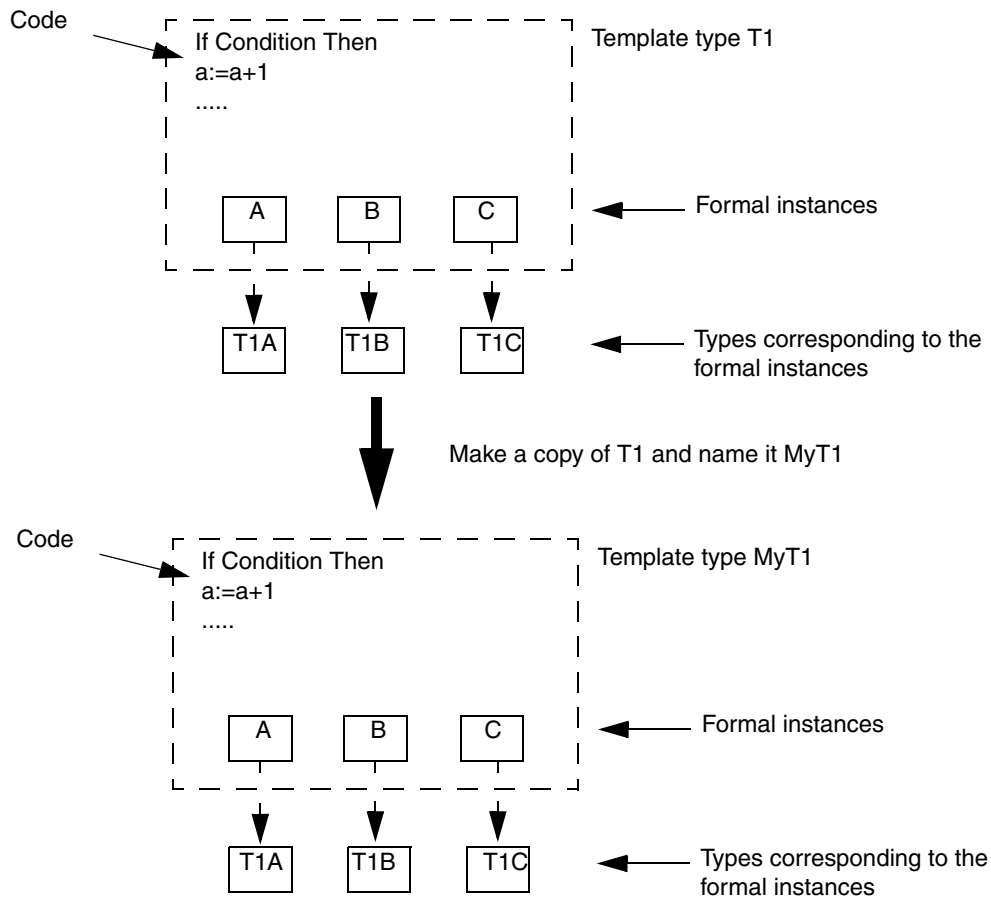 Code
If Condition Then
a:=a+1
.....
Template type T1
A
B
C
Formal instances
T1A
T1B
T1C
Types corresponding to the
formal instances
Make a copy of T1 and name it MyT1
Code
If Condition Then
a:=a+1
.....
Template type MyT1
A
B
C
Formal instances
T1A
T1B
T1C
Types corresponding to the
formal instances